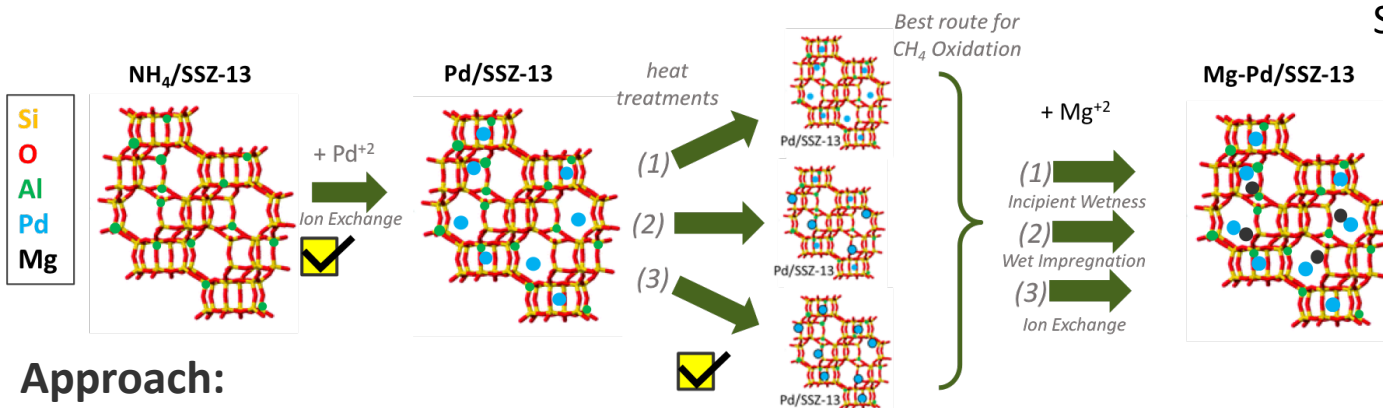 S
Best route for
CH₄ Oxidation
NH₄/SSZ-13
Pd/SSZ-13
heat
treatments
Mg-Pd/SSZ-13
Si
O
Al
Pd
Mg
+ Pd⁺²
Ion Exchange
(1)
(2)
(3)
Pd/SSZ-13
Pd/SSZ-13
Pd/SSZ-13
+ Mg⁺²
(1)
Incipient Wetness
(2)
Wet Impregnation
(3)
Ion Exchange
Approach: